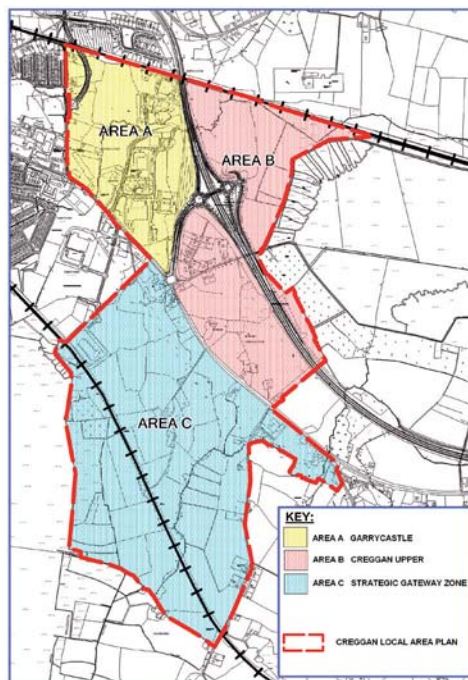 AREA A
AREA B
AREA C
KEY:
AREA A GARRYCASTLE
AREA B CREGGAN UPPER
AREA C STRATEGIC GATEWAY ZONE
CREGGAN LOCAL AREA PLAN